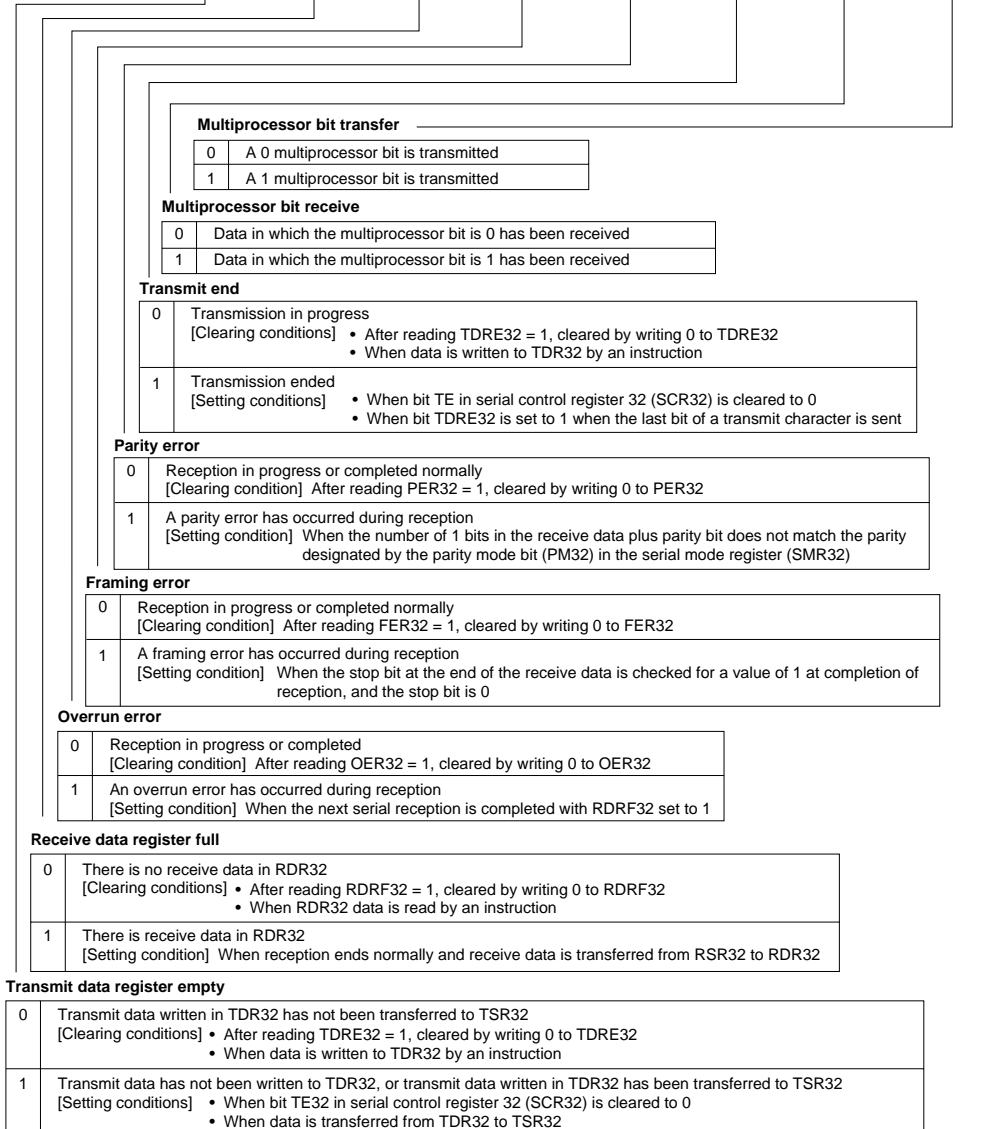 Multiprocessor bit transfer
0 A 0 multiprocessor bit is transmitted
1 A 1 multiprocessor bit is transmitted
Multiprocessor bit receive
0 Data in which the multiprocessor bit is 0 has been received
1 Data in which the multiprocessor bit is 1 has been received
Transmit end
0 Transmission in progress
[Clearing conditions] • After reading TDRE32 = 1, cleared by writing 0 to TDRE32
• When data is written to TDR32 by an instruction
1 Transmission ended
[Setting conditions] • When bit TE in serial control register 32 (SCR32) is cleared to 0
• When bit TDRE32 is set to 1 when the last bit of a transmit character is sent
Parity error
0 Reception in progress or completed normally
[Clearing condition] After reading PER32 = 1, cleared by writing 0 to PER32
1 A parity error has occurred during reception
[Setting condition] When the number of 1 bits in the receive data plus parity bit does not match the parity
designated by the parity mode bit (PM32) in the serial mode register (SMR32)
Framing error
0 Reception in progress or completed normally
[Clearing condition] After reading FER32 = 1, cleared by writing 0 to FER32
1 A framing error has occurred during reception
[Setting condition] When the stop bit at the end of the receive data is checked for a value of 1 at completion of
reception, and the stop bit is 0
Overrun error
0 Reception in progress or completed
[Clearing condition] After reading OER32 = 1, cleared by writing 0 to OER32
1 An overrun error has occurred during reception
[Setting condition] When the next serial reception is completed with RDRF32 set to 1
Receive data register full
0 There is no receive data in RDR32
[Clearing conditions] • After reading RDRF32 = 1, cleared by writing 0 to RDRF32
• When RDR32 data is read by an instruction
1 There is receive data in RDR32
[Setting condition] When reception ends normally and receive data is transferred from RSR32 to RDR32
Transmit data register empty
0 Transmit data written in TDR32 has not been transferred to TSR32
[Clearing conditions] • After reading TDRE32 = 1, cleared by writing 0 to TDRE32
• When data is written to TDR32 by an instruction
1 Transmit data has not been written to TDR32, or transmit data written in TDR32 has been transferred to TSR32
[Setting conditions] • When bit TE32 in serial control register 32 (SCR32) is cleared to 0
• When data is transferred from TDR32 to TSR32